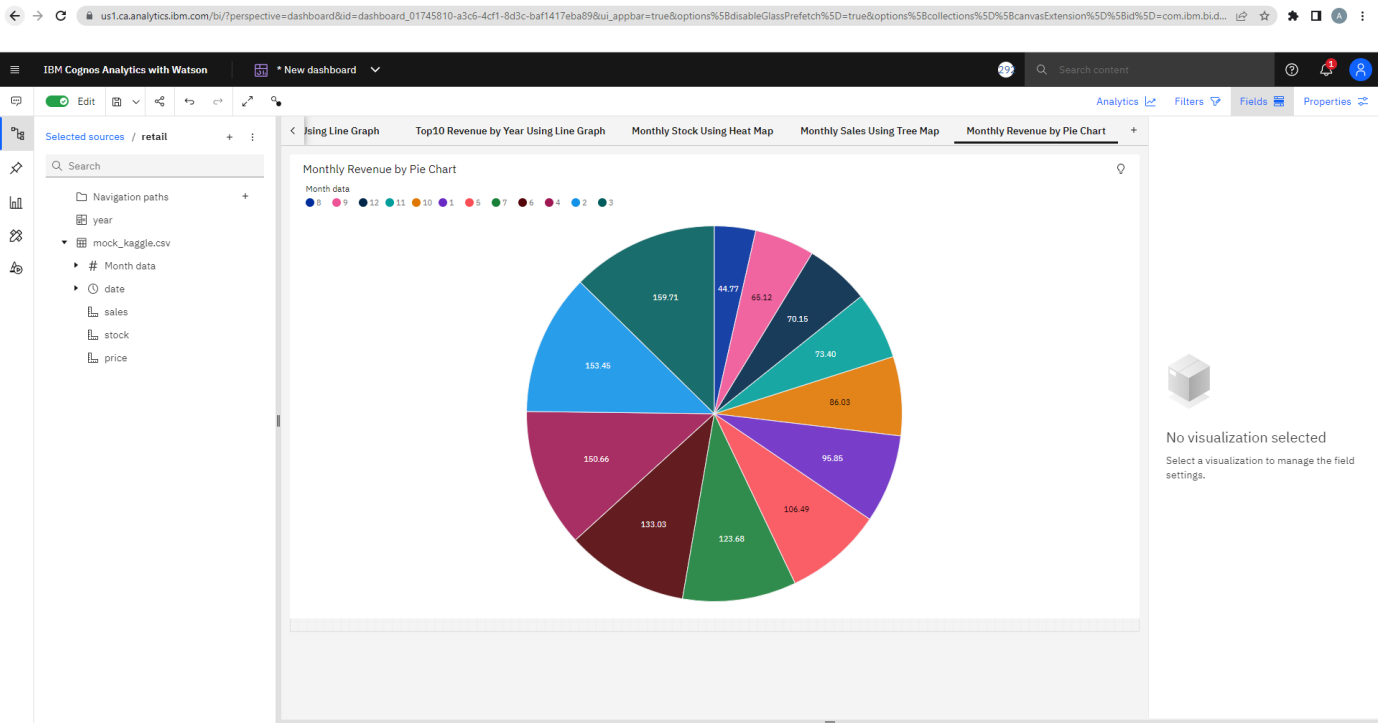 us1.ca.analytics.ibm.com/bi/?perspective=dashboard&id=dashboard_01745810-a3c6-4cf1-8d3c-baf1417eba89&ui_appbar=true&options%5BdisableGlassPrefetch%5D=true&options%5Bcollections%5D%5BcanvasExtension%5D%5Bid%5D=com.ibm.bi.d...
A
IBM Cognos Analytics with Watson
* New dashboard
292
Search content
1
Edit
Analytics
Filters
Fields
Properties
Selected sources / retail
Search
Navigation paths
year
mock_kaggle.csv
Month data
date
sales
stock
price
Using Line Graph
Top10 Revenue by Year Using Line Graph
Monthly Stock Using Heat Map
Monthly Sales Using Tree Map
Monthly Revenue by Pie Chart
Monthly Revenue by Pie Chart
Month data
8 9 12 11 10 1 5 7 6 4 2 3
44.77
65.12
70.15
73.40
86.03
95.85
106.49
123.68
133.03
150.66
153.45
159.71
No visualization selected
Select a visualization to manage the field
settings.